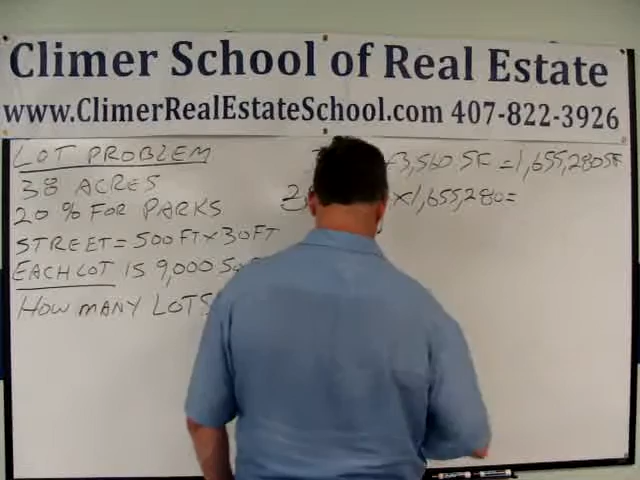 Climer School of Real Estate
www.ClimerRealEstateSchool.com 407-822-3926
LOT PROBLEM
38 ACRES
20 % FOR PARKS
STREET = 500 FT X 30 FT
EACH LOT IS 9,000
HOW MANY LOTS
3,560 SF = 1,655,280 SF
X 1,655,280 =